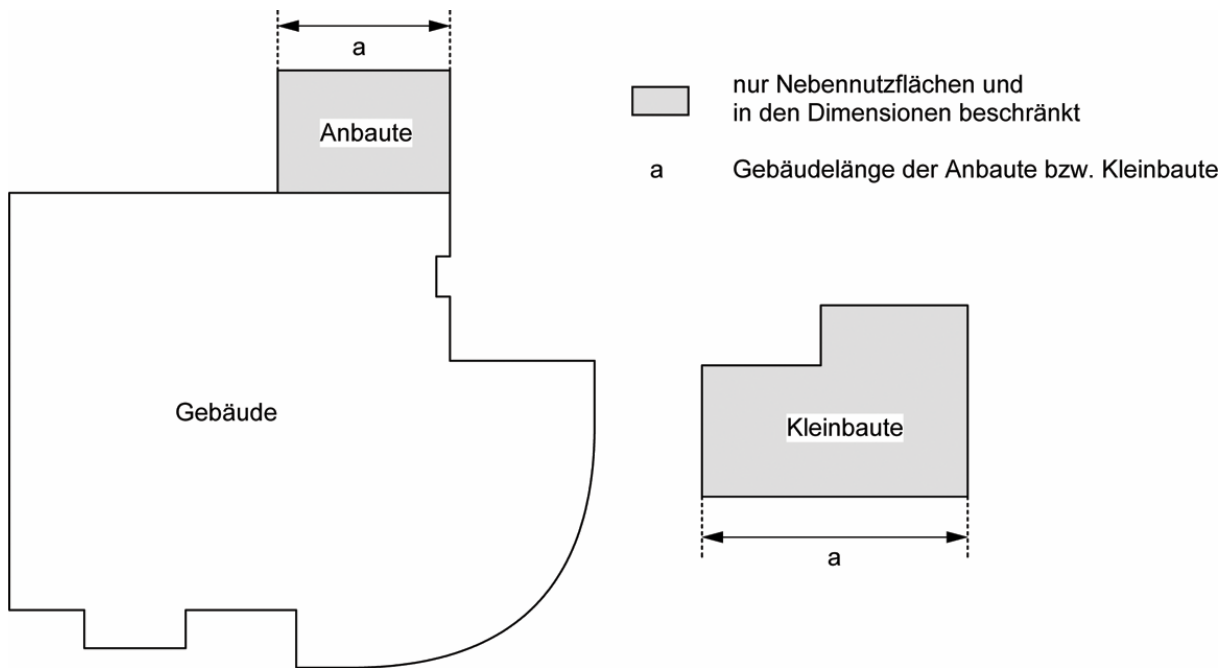 a
Anbaute
nur Nebennutzflächen und
in den Dimensionen beschränkt
a Gebäudelänge der Anbaute bzw. Kleinbaute
Gebäude
Kleinbaute
a